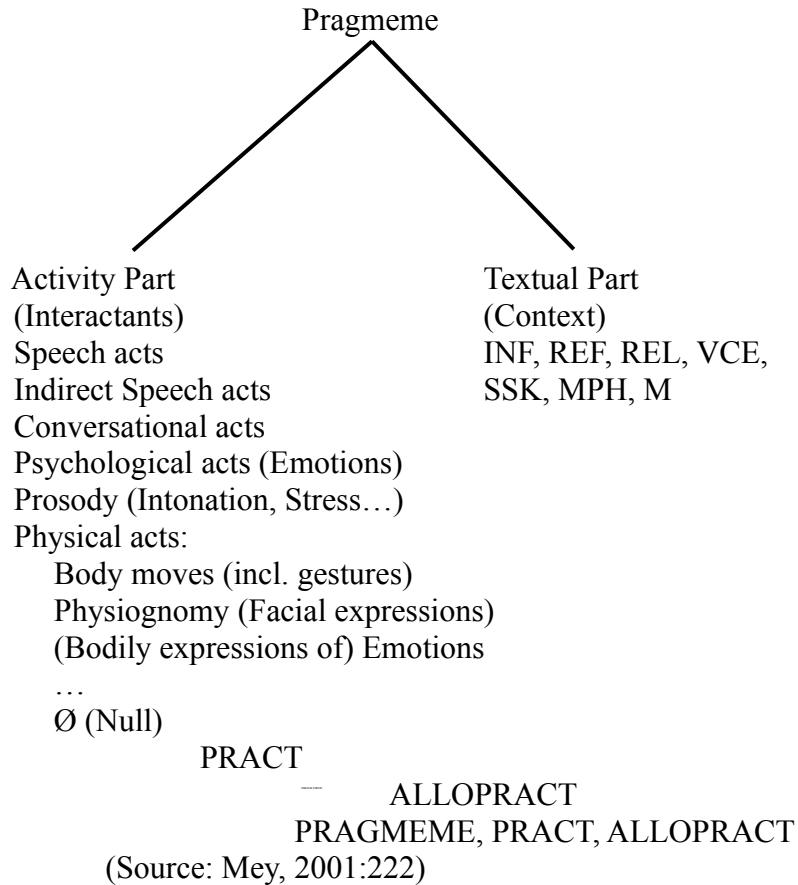 Pragmeme
Activity Part Textual Part
(Interactants) (Context)
Speech acts INF, REF, REL, VCE,
Indirect Speech acts SSK, MPH, M
Conversational acts
Psychological acts (Emotions)
Prosody (Intonation, Stress…)
Physical acts:
Body moves (incl. gestures)
Physiognomy (Facial expressions)
(Bodily expressions of) Emotions
…
Ø (Null)
PRACT
ALLOPRACT
PRAGMEME, PRACT, ALLOPRACT
(Source: Mey, 2001:222)